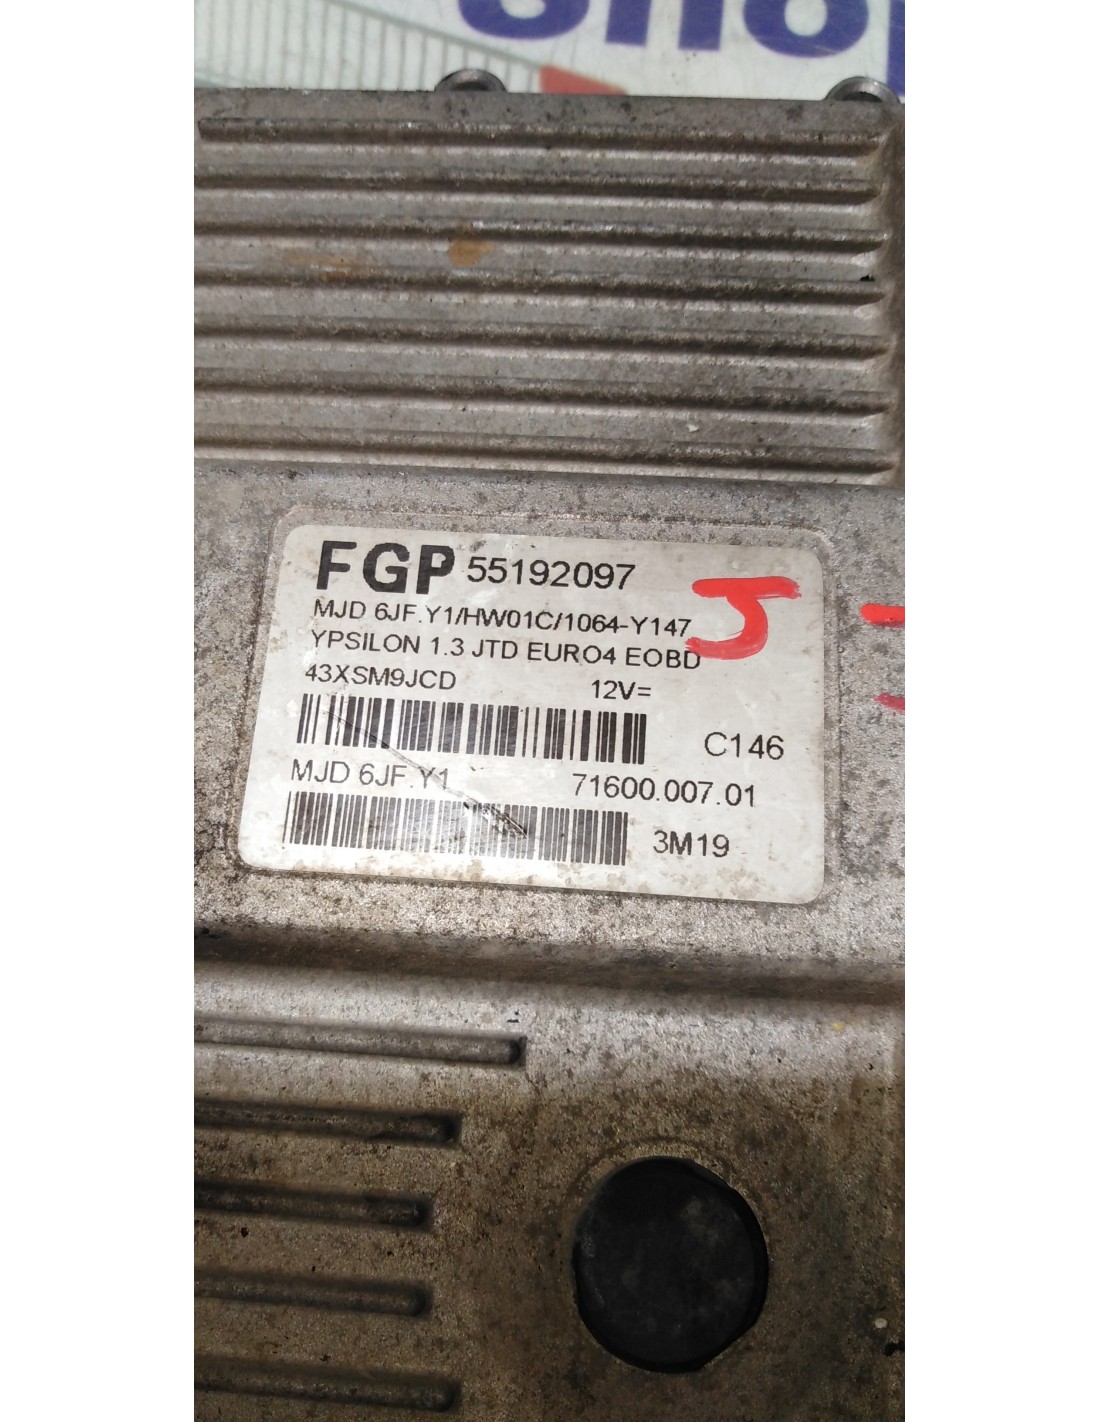 FGP 55192097
MJD 6JF.Y1/HW01C/1064-Y147
YPSILON 1.3 JTD EURO4 EOBD
43XSM9JCD 12V=
C146
MJD 6JF.Y1 71600.007.01
3M19
J